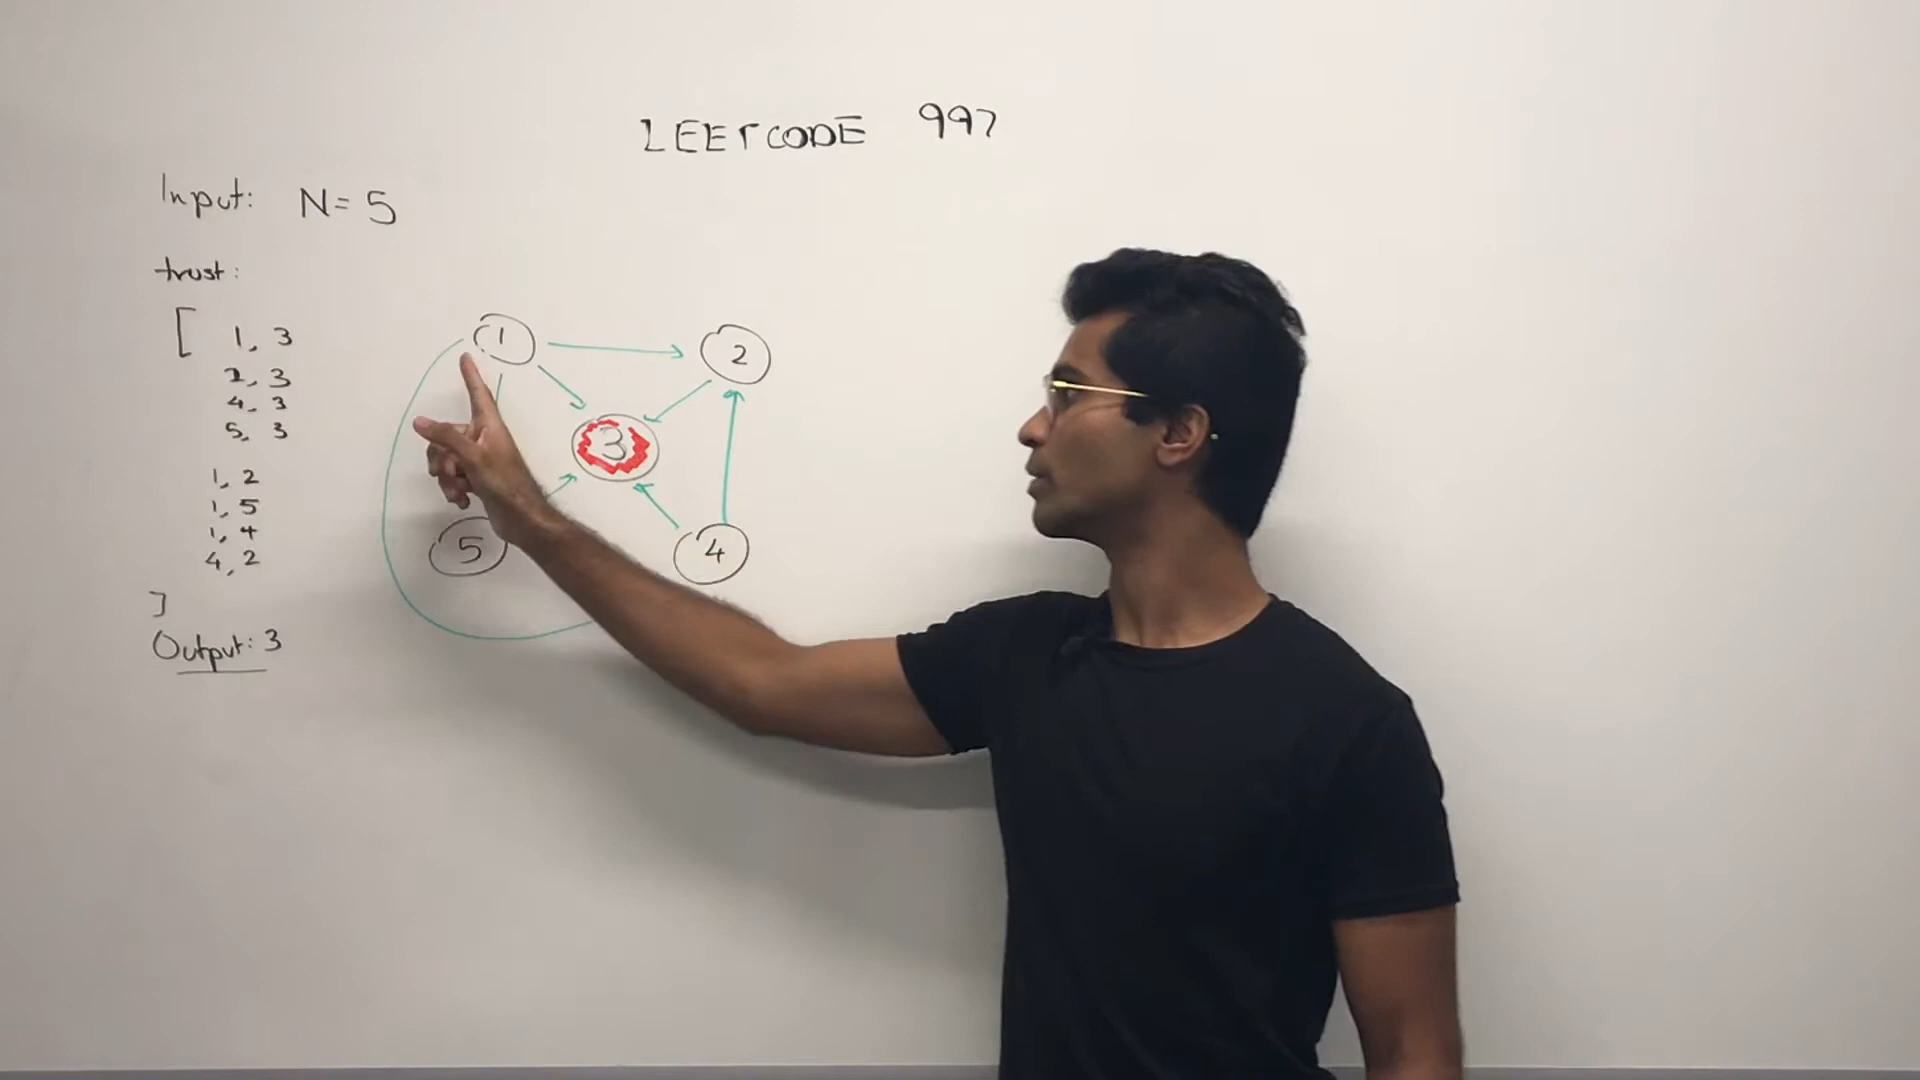 LEETCODE 997
Input: N= 5
trust:
[ 1, 3
2, 3
4, 3
5, 3
1, 2
1, 5
1, 4
4, 2
]
Output: 3
1
2
3
5
4